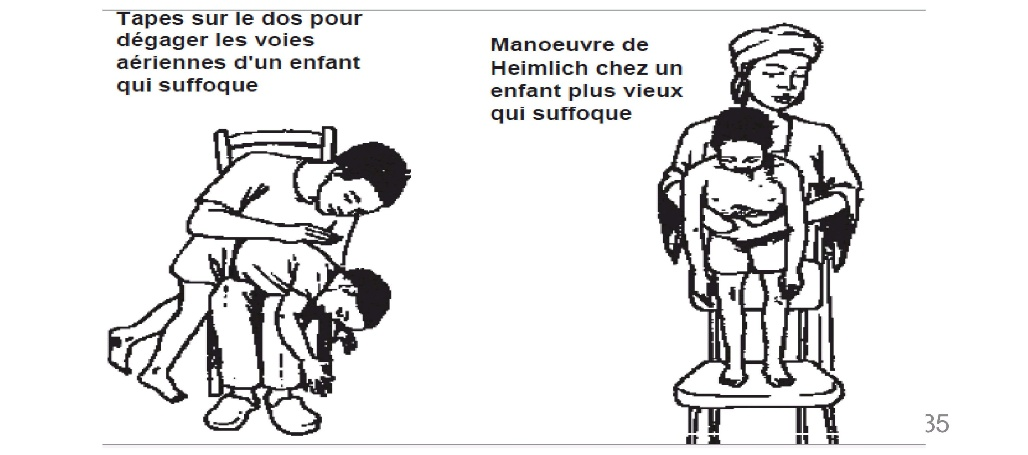 Tapes sur le dos pour
dégager les voies
aériennes d'un enfant
qui suffoque
Manoeuvre de
Heimlich chez un
enfant plus vieux
qui suffoque
35